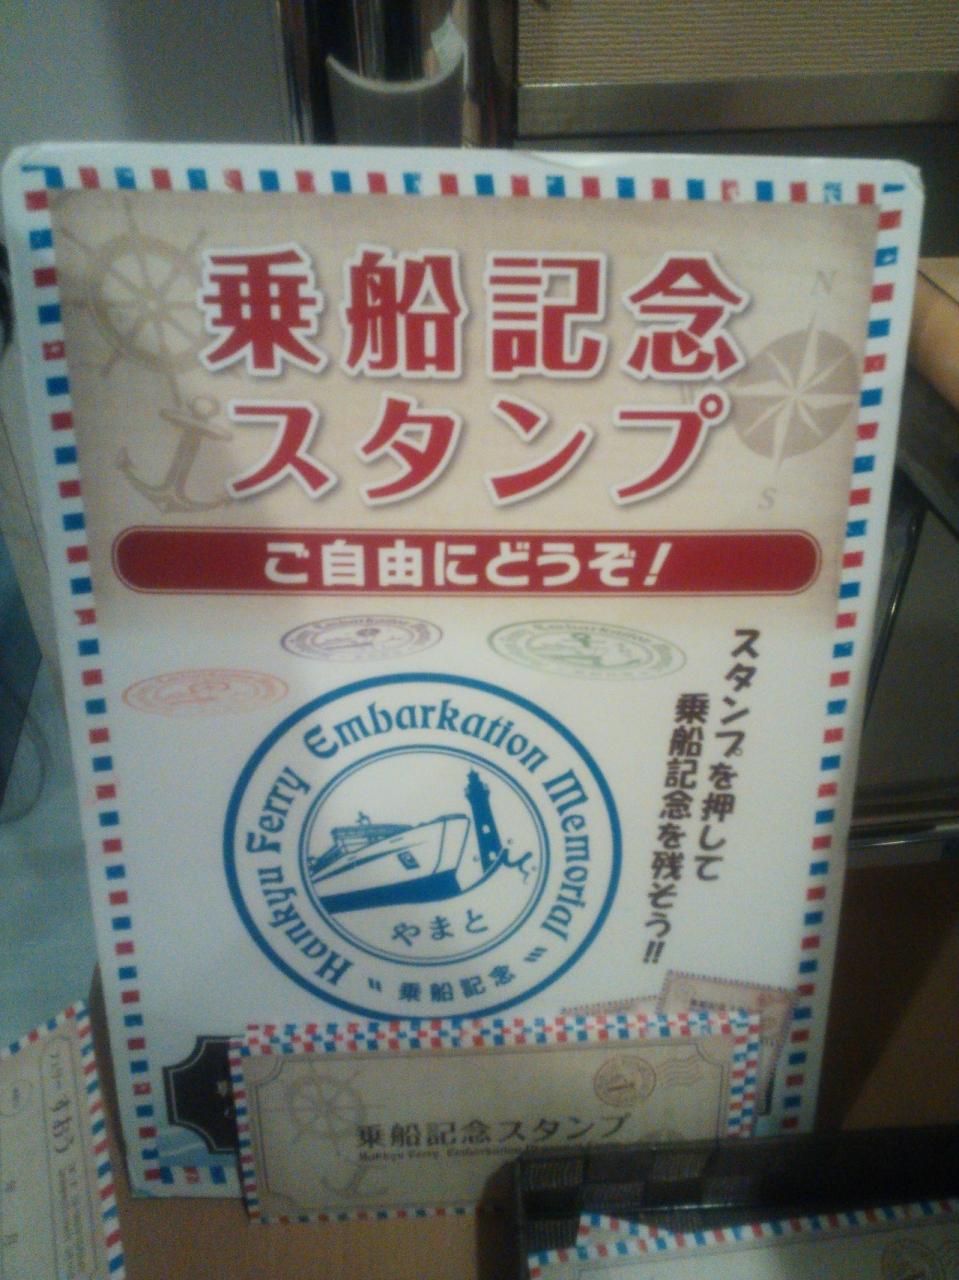 乗船記念
スタンプ
ご自由にどうぞ!
N
S
スタンプを押して
乗船記念を残そう!!
Embarkation
Embarkation
Hankyu Ferry Embarkation Memorial
やまと
〝乗船記念〟
乗船記念スタンプ